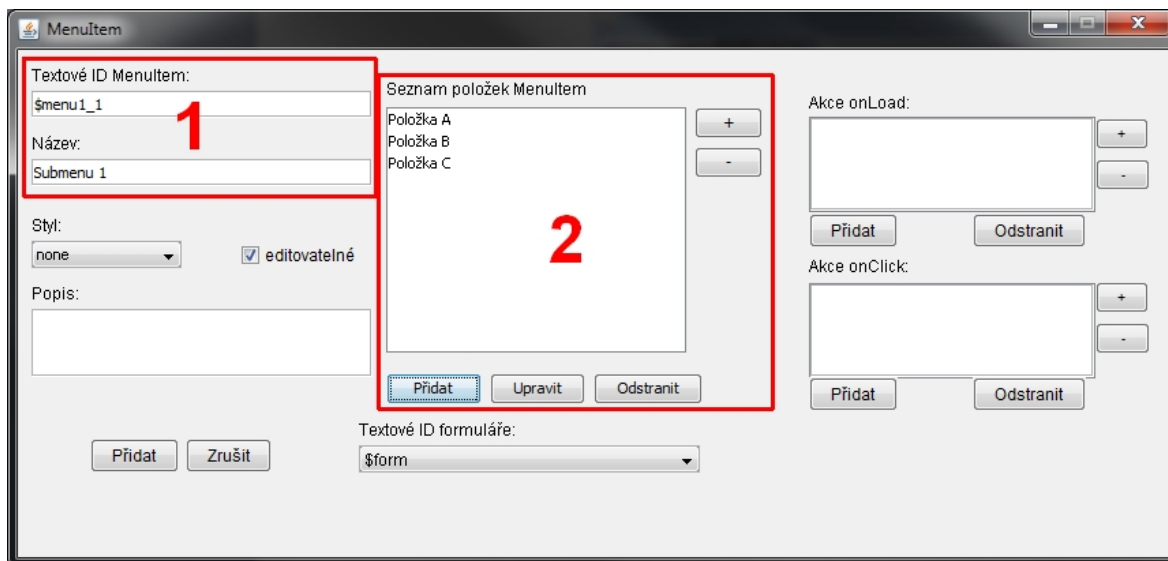 MenuItem
Textové ID MenuItem:
$menu1_1
1
Název:
Submenu 1
Styl:
none
editovatelné
Popis:
Přidat
Zrušit
Seznam položek MenuItem
Položka A
Položka B
Položka C
+
-
2
Přidat
Upravit
Odstranit
Textové ID formuláře:
$form
Akce onLoad:
+
-
Přidat
Odstranit
Akce onClick:
+
-
Přidat
Odstranit